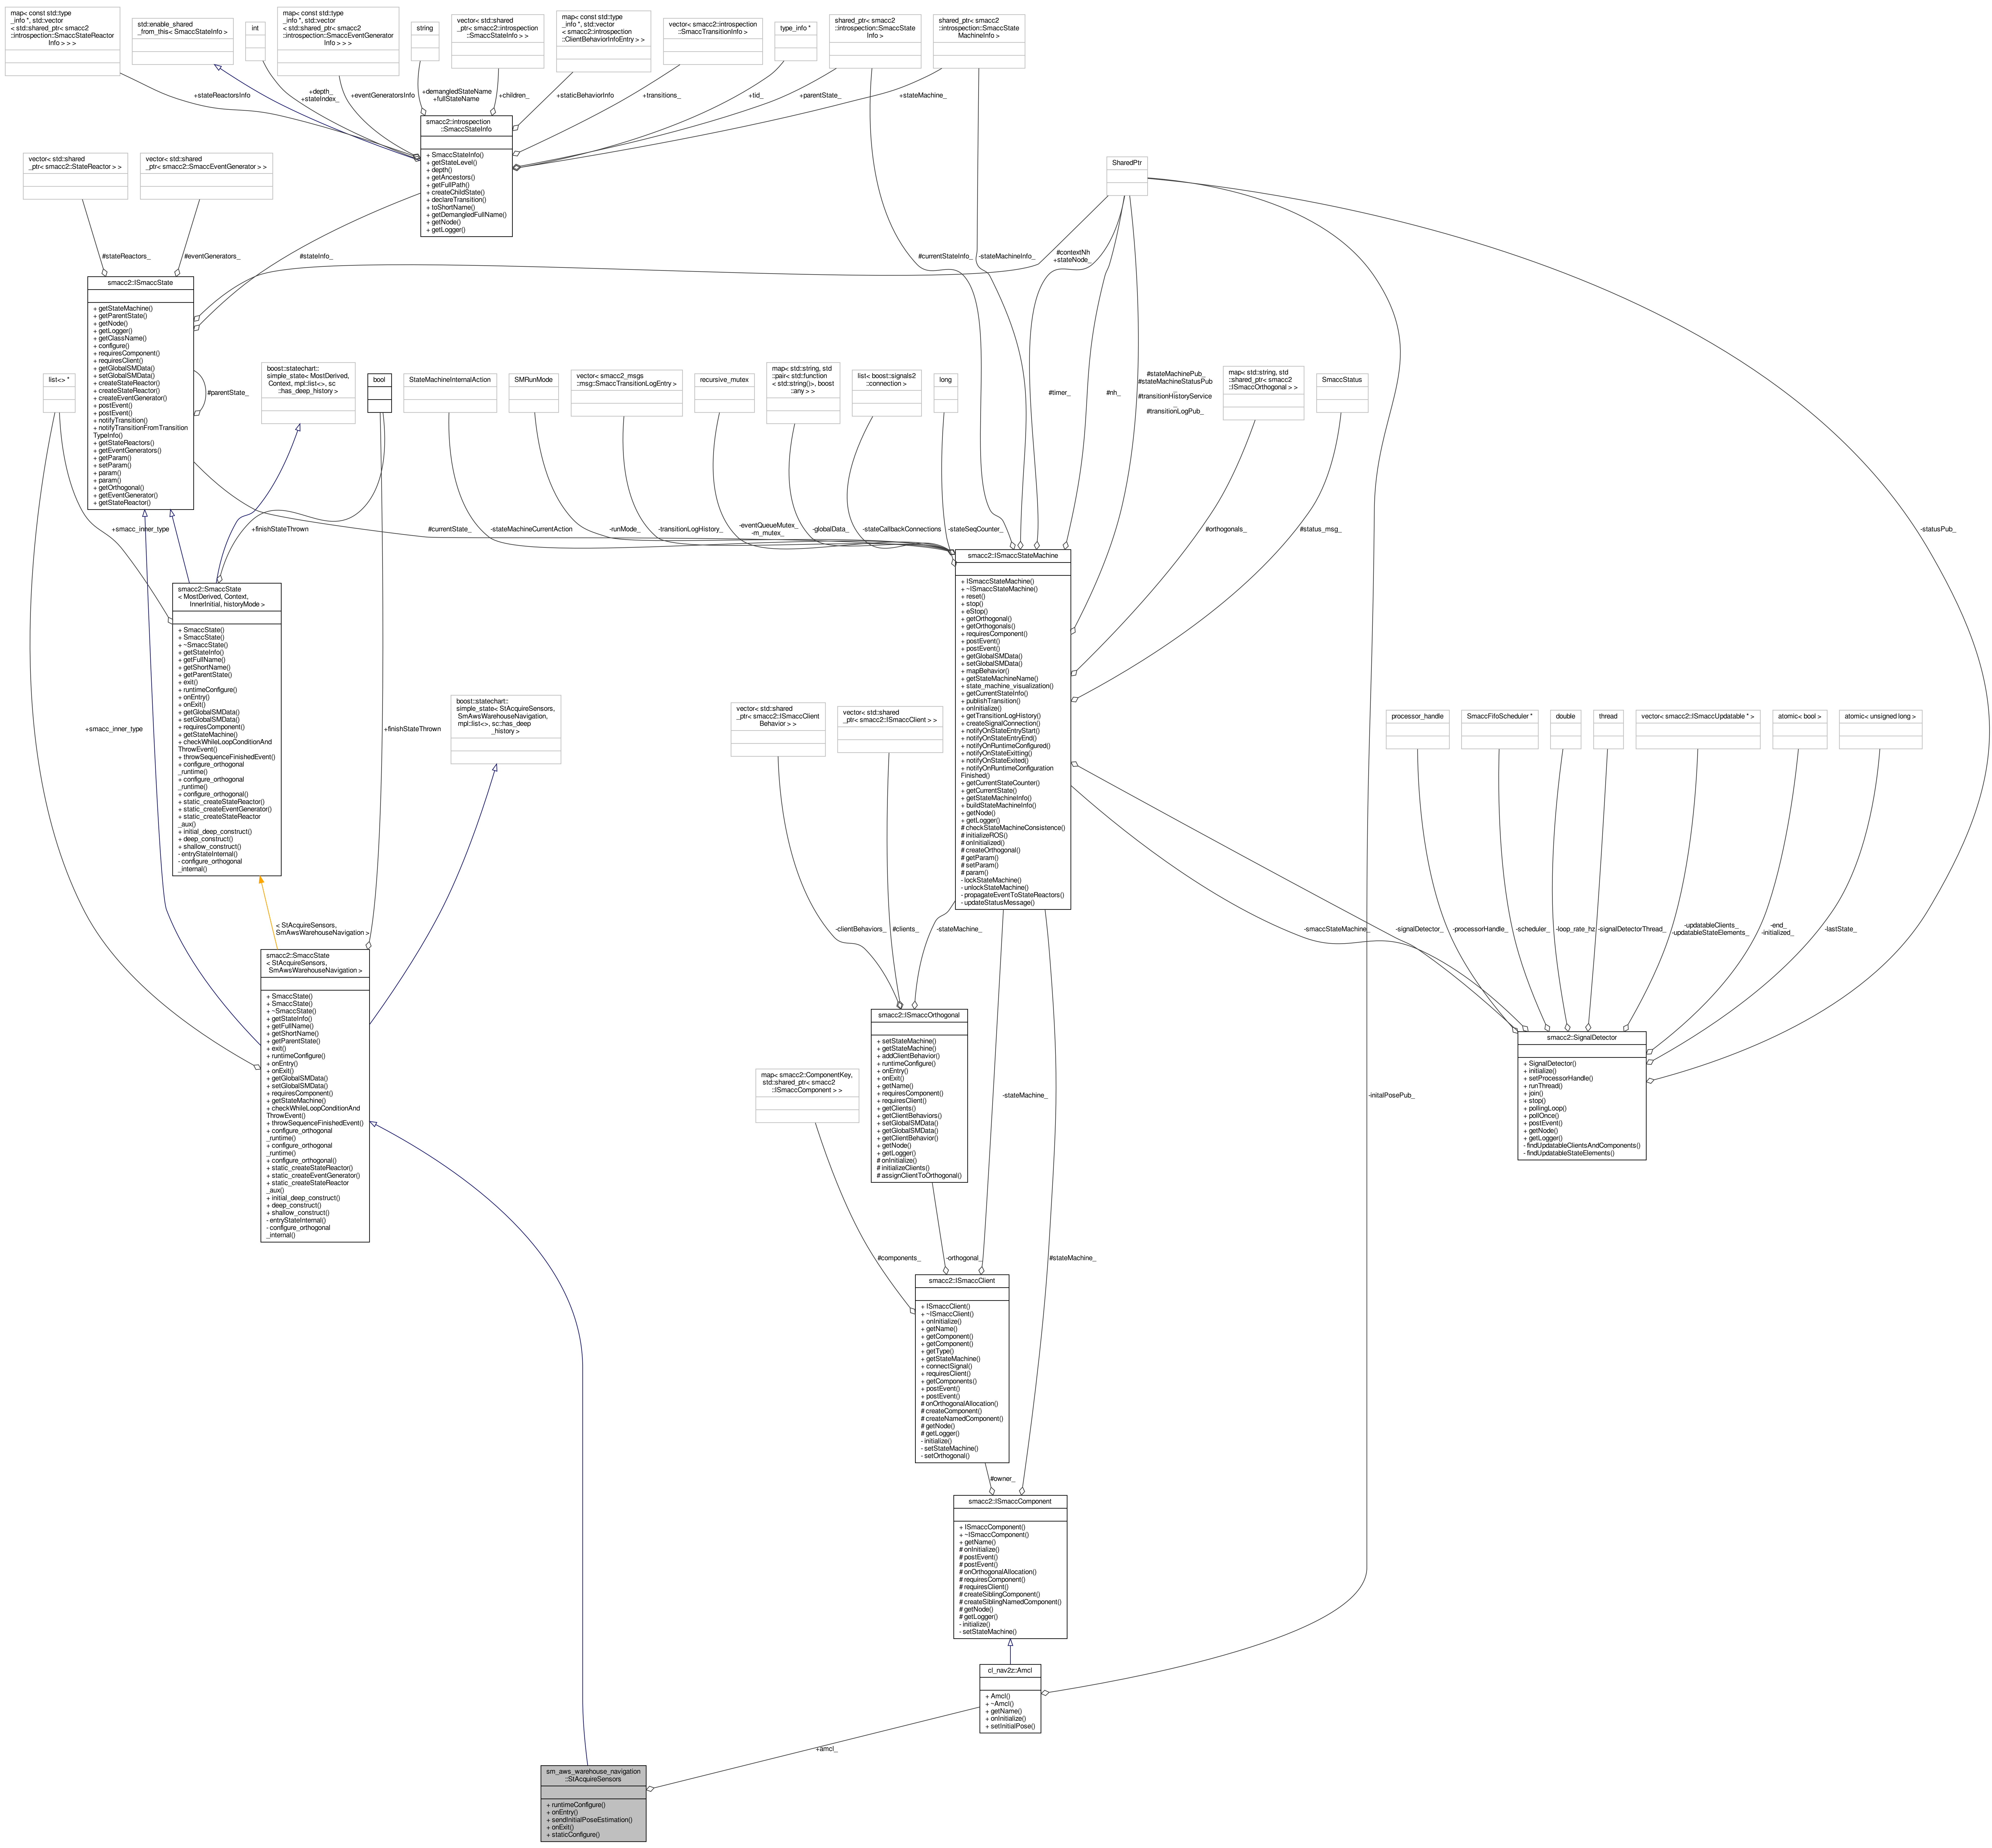 map< const std::type
_info *, std::vector
< std::shared_ptr< smacc2
::introspection::SmaccStateReactor
Info > > >
std::enable_shared
_from_this< SmaccStateInfo >
int
map< const std::type
_info *, std::vector
< std::shared_ptr< smacc2
::introspection::SmaccEventGenerator
Info > > >
string
vector< std::shared
_ptr< smacc2::introspection
::SmaccStateInfo > >
map< const std::type
_info *, std::vector
< smacc2::introspection
::ClientBehaviorInfoEntry > >
vector< smacc2::introspection
::SmaccTransitionInfo >
type_info *
shared_ptr< smacc2
::introspection::SmaccState
Info >
shared_ptr< smacc2
::introspection::SmaccState
MachineInfo >
+stateReactorsInfo
+depth_
+stateIndex_
+eventGeneratorsInfo
+demangledStateName
+fullStateName
+children_
+staticBehaviorInfo
+transitions_
+tid_
+parentState_
+stateMachine_
smacc2::introspection
::SmaccStateInfo
+ SmaccStateInfo()
+ getStateLevel()
+ depth()
+ getAncestors()
+ getFullPath()
+ createChildState()
+ declareTransition()
+ toShortName()
+ getDemangledFullName()
+ getNode()
+ getLogger()
vector< std::shared
_ptr< smacc2::StateReactor > >
vector< std::shared
_ptr< smacc2::SmaccEventGenerator > >
SharedPtr
#stateReactors_
#eventGenerators_
#stateInfo_
#currentStateInfo_
-stateMachineInfo_
#contextNh
+stateNode_
smacc2::ISmaccState
+ getStateMachine()
+ getParentState()
+ getNode()
+ getLogger()
+ getClassName()
+ configure()
+ requiresComponent()
+ requiresClient()
+ getGlobalSMData()
+ setGlobalSMData()
+ createStateReactor()
+ createStateReactor()
+ createEventGenerator()
+ postEvent()
+ postEvent()
+ notifyTransition()
+ notifyTransitionFromTransition
TypeInfo()
+ getStateReactors()
+ getEventGenerators()
+ getParam()
+ setParam()
+ param()
+ param()
+ getOrthogonal()
+ getEventGenerator()
+ getStateReactor()
#parentState_
list<> *
boost::statechart::
simple_state< MostDerived,
Context, mpl::list<>, sc
::has_deep_history >
bool
StateMachineInternalAction
SMRunMode
vector< smacc2_msgs
::msg::SmaccTransitionLogEntry >
recursive_mutex
map< std::string, std
::pair< std::function
< std::string()>, boost
::any > >
list< boost::signals2
::connection >
long
#timer_
#nh_
#stateMachinePub_
#stateMachineStatusPub
_
#transitionHistoryService
_
#transitionLogPub_
map< std::string, std
::shared_ptr< smacc2
::ISmaccOrthogonal > >
SmaccStatus
+smacc_inner_type
+finishStateThrown
#currentState_
-stateMachineCurrentAction
-runMode_
-transitionLogHistory_
-eventQueueMutex_
-m_mutex_
-globalData_
-stateCallbackConnections
-stateSeqCounter_
#orthogonals_
#status_msg_
-statusPub_
smacc2::ISmaccStateMachine
+ ISmaccStateMachine()
+ ~ISmaccStateMachine()
+ reset()
+ stop()
+ eStop()
+ getOrthogonal()
+ getOrthogonals()
+ requiresComponent()
+ postEvent()
+ postEvent()
+ getGlobalSMData()
+ setGlobalSMData()
+ mapBehavior()
+ getStateMachineName()
+ state_machine_visualization()
+ getCurrentStateInfo()
+ publishTransition()
+ onInitialize()
+ getTransitionLogHistory()
+ createSignalConnection()
+ notifyOnStateEntryStart()
+ notifyOnStateEntryEnd()
+ notifyOnRuntimeConfigured()
+ notifyOnStateExitting()
+ notifyOnStateExited()
+ notifyOnRuntimeConfiguration
Finished()
+ getCurrentStateCounter()
+ getCurrentState()
+ getStateMachineInfo()
+ buildStateMachineInfo()
+ getNode()
+ getLogger()
# checkStateMachineConsistence()
# initializeROS()
# onInitialized()
# createOrthogonal()
# getParam()
# setParam()
# param()
- lockStateMachine()
- unlockStateMachine()
- propagateEventToStateReactors()
- updateStatusMessage()
smacc2::SmaccState
< MostDerived, Context,
InnerInitial, historyMode >
+ SmaccState()
+ SmaccState()
+ ~SmaccState()
+ getStateInfo()
+ getFullName()
+ getShortName()
+ getParentState()
+ exit()
+ runtimeConfigure()
+ onEntry()
+ onExit()
+ getGlobalSMData()
+ setGlobalSMData()
+ requiresComponent()
+ getStateMachine()
+ checkWhileLoopConditionAnd
ThrowEvent()
+ throwSequenceFinishedEvent()
+ configure_orthogonal
_runtime()
+ configure_orthogonal
_runtime()
+ configure_orthogonal()
+ static_createStateReactor()
+ static_createEventGenerator()
+ static_createStateReactor
_aux()
+ initial_deep_construct()
+ deep_construct()
+ shallow_construct()
- entryStateInternal()
- configure_orthogonal
_internal()
boost::statechart::
simple_state< StAcquireSensors,
SmAwsWarehouseNavigation,
mpl::list<>, sc::has_deep
_history >
vector< std::shared
_ptr< smacc2::ISmaccClient
Behavior > >
vector< std::shared
_ptr< smacc2::ISmaccClient > >
processor_handle
SmaccFifoScheduler *
double
thread
vector< smacc2::ISmaccUpdatable * >
atomic< bool >
atomic< unsigned long >
+smacc_inner_type
+finishStateThrown
< StAcquireSensors,
SmAwsWarehouseNavigation >
-clientBehaviors_
#clients_
-stateMachine_
-smaccStateMachine_
-signalDetector_
-processorHandle_
-scheduler_
-loop_rate_hz
-signalDetectorThread_
-updatableClients_
-updatableStateElements_
-end_
-initialized_
-lastState_
smacc2::SmaccState
< StAcquireSensors,
SmAwsWarehouseNavigation >
+ SmaccState()
+ SmaccState()
+ ~SmaccState()
+ getStateInfo()
+ getFullName()
+ getShortName()
+ getParentState()
+ exit()
+ runtimeConfigure()
+ onEntry()
+ onExit()
+ getGlobalSMData()
+ setGlobalSMData()
+ requiresComponent()
+ getStateMachine()
+ checkWhileLoopConditionAnd
ThrowEvent()
+ throwSequenceFinishedEvent()
+ configure_orthogonal
_runtime()
+ configure_orthogonal
_runtime()
+ configure_orthogonal()
+ static_createStateReactor()
+ static_createEventGenerator()
+ static_createStateReactor
_aux()
+ initial_deep_construct()
+ deep_construct()
+ shallow_construct()
- entryStateInternal()
- configure_orthogonal
_internal()
smacc2::ISmaccOrthogonal
+ setStateMachine()
+ getStateMachine()
+ addClientBehavior()
+ runtimeConfigure()
+ onEntry()
+ onExit()
+ getName()
+ requiresComponent()
+ requiresClient()
+ getClients()
+ getClientBehaviors()
+ setGlobalSMData()
+ getGlobalSMData()
+ getClientBehavior()
+ getNode()
+ getLogger()
# onInitialize()
# initializeClients()
# assignClientToOrthogonal()
smacc2::SignalDetector
+ SignalDetector()
+ initialize()
+ setProcessorHandle()
+ runThread()
+ join()
+ stop()
+ pollingLoop()
+ pollOnce()
+ postEvent()
+ getNode()
+ getLogger()
- findUpdatableClientsAndComponents()
- findUpdatableStateElements()
map< smacc2::ComponentKey,
std::shared_ptr< smacc2
::ISmaccComponent > >
-stateMachine_
-initalPosePub_
#components_
-orthogonal_
#stateMachine_
smacc2::ISmaccClient
+ ISmaccClient()
+ ~ISmaccClient()
+ onInitialize()
+ getName()
+ getComponent()
+ getComponent()
+ getType()
+ getStateMachine()
+ connectSignal()
+ requiresClient()
+ getComponents()
+ postEvent()
+ postEvent()
# onOrthogonalAllocation()
# createComponent()
# createNamedComponent()
# getNode()
# getLogger()
- initialize()
- setStateMachine()
- setOrthogonal()
#owner_
smacc2::ISmaccComponent
+ ISmaccComponent()
+ ~ISmaccComponent()
+ getName()
# onInitialize()
# postEvent()
# postEvent()
# onOrthogonalAllocation()
# requiresComponent()
# requiresClient()
# createSiblingComponent()
# createSiblingNamedComponent()
# getNode()
# getLogger()
- initialize()
- setStateMachine()
cl_nav2z::Amcl
+ Amcl()
+ ~Amcl()
+ getName()
+ onInitialize()
+ setInitialPose()
+amcl_
sm_aws_warehouse_navigation
::StAcquireSensors
+ runtimeConfigure()
+ onEntry()
+ sendInitialPoseEstimation()
+ onExit()
+ staticConfigure()